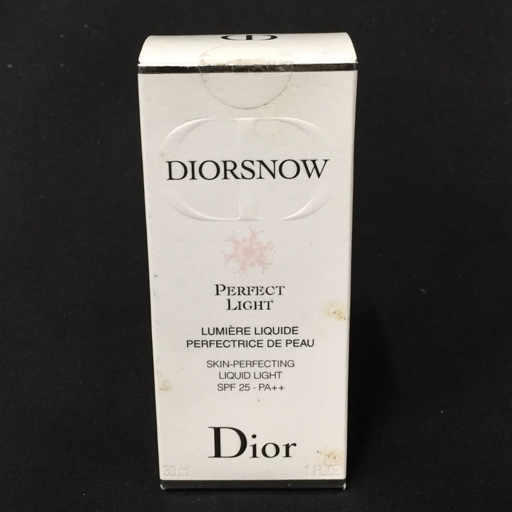 DIORSNOW
PERFECT
LIGHT
LUMIÈRE LIQUIDE
PERFECTRICE DE PEAU
SKIN-PERFECTING
LIQUID LIGHT
SPF 25 - PA++
Dior
30 ml 1 FL.OZ